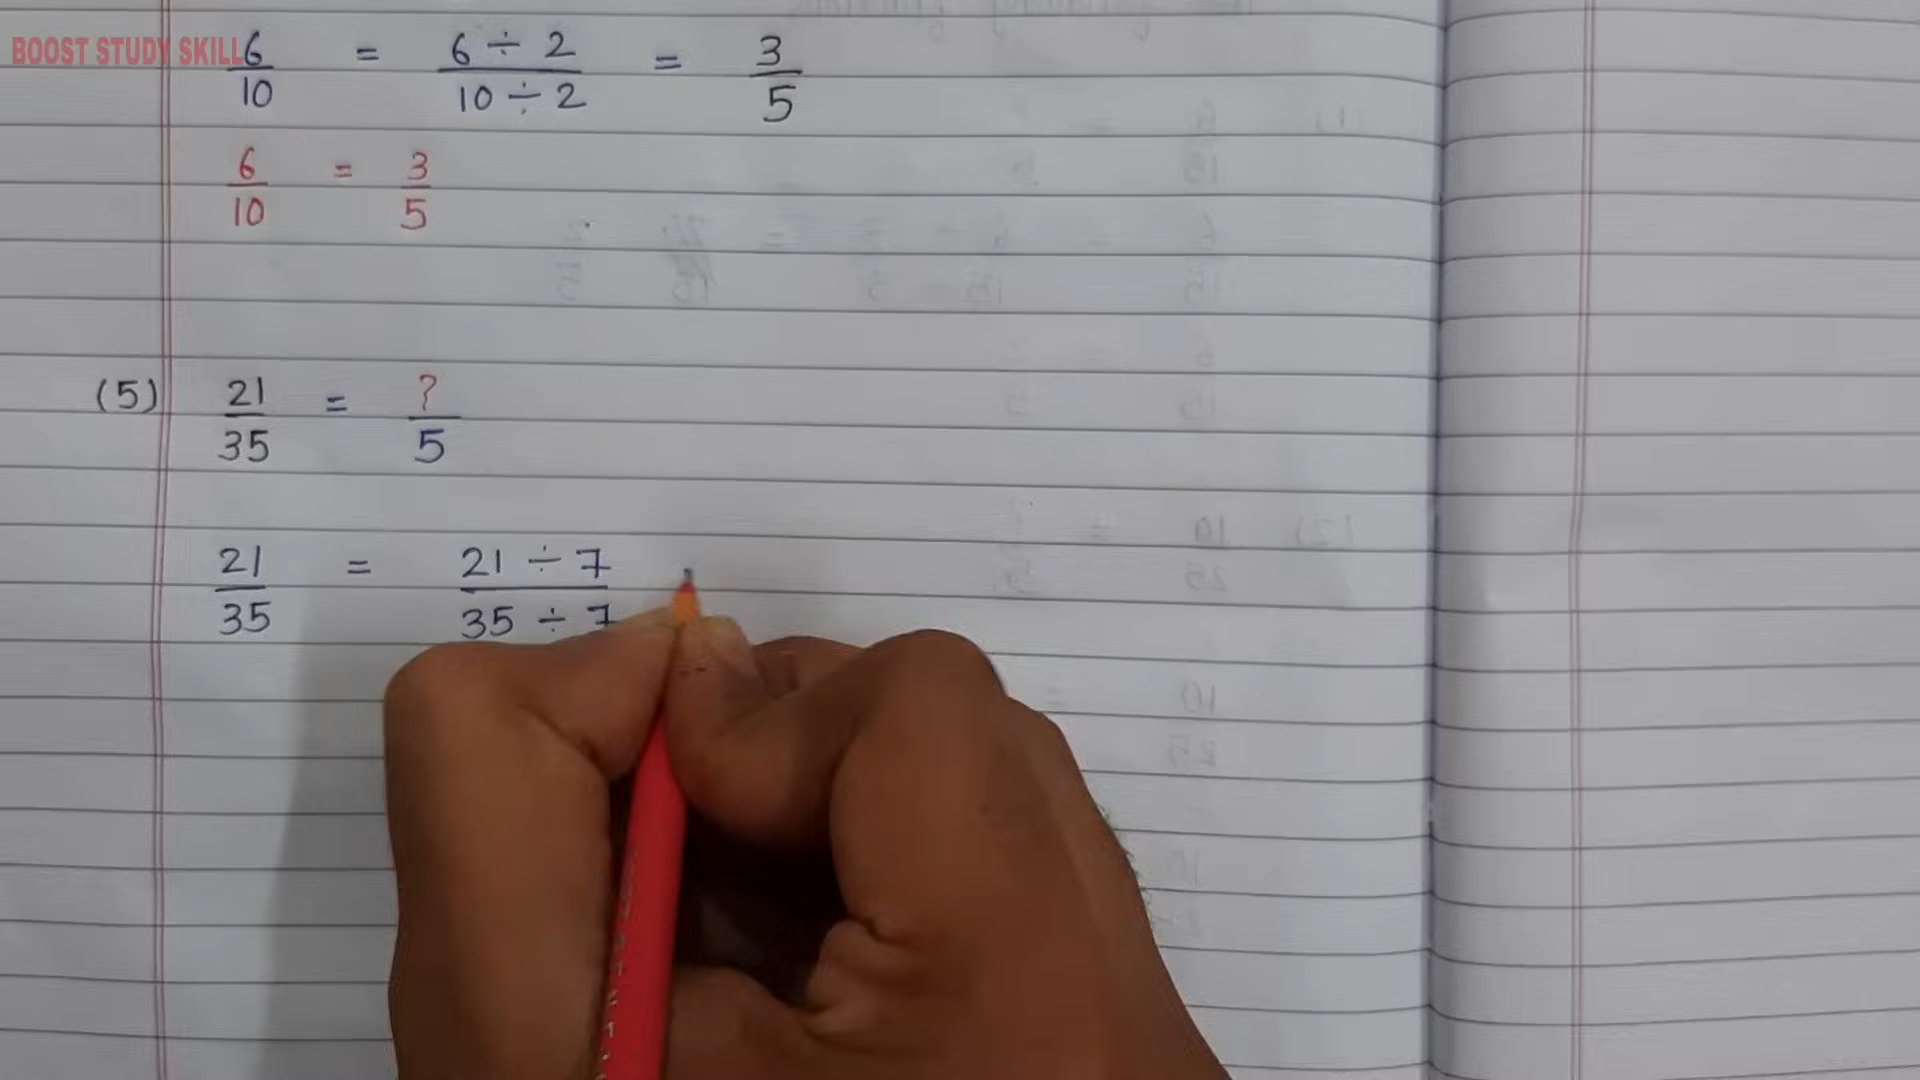 BOOST STUDY SKILL
6/10 = 6 ÷ 2/10 ÷ 2 = 3/5
6/10 = 3/5
(5) 21/35 = ?/5
21/35 = 21 ÷ 7/35 ÷ 7